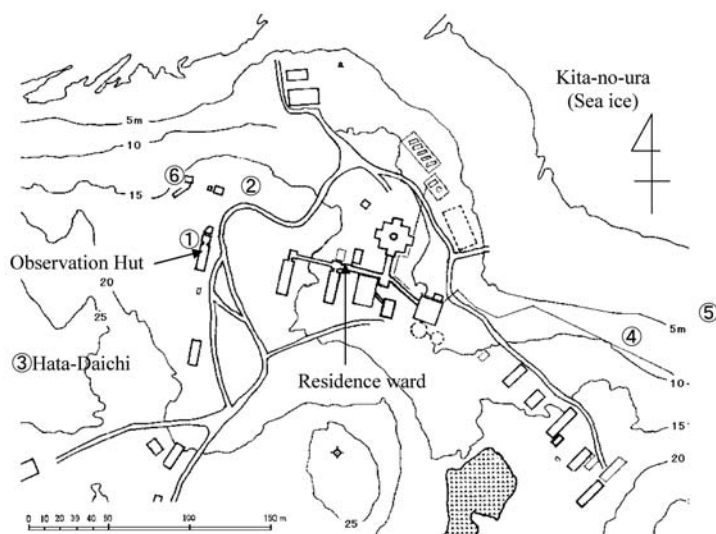 Kita-no-ura
(Sea ice)
5m
10
15
⑥
②
①
Observation Hut
20
25
③Hata-Daichi
Residence ward
⑤
④
5m
10
15
20
25
0 10 20 30 40 50 100 150 m